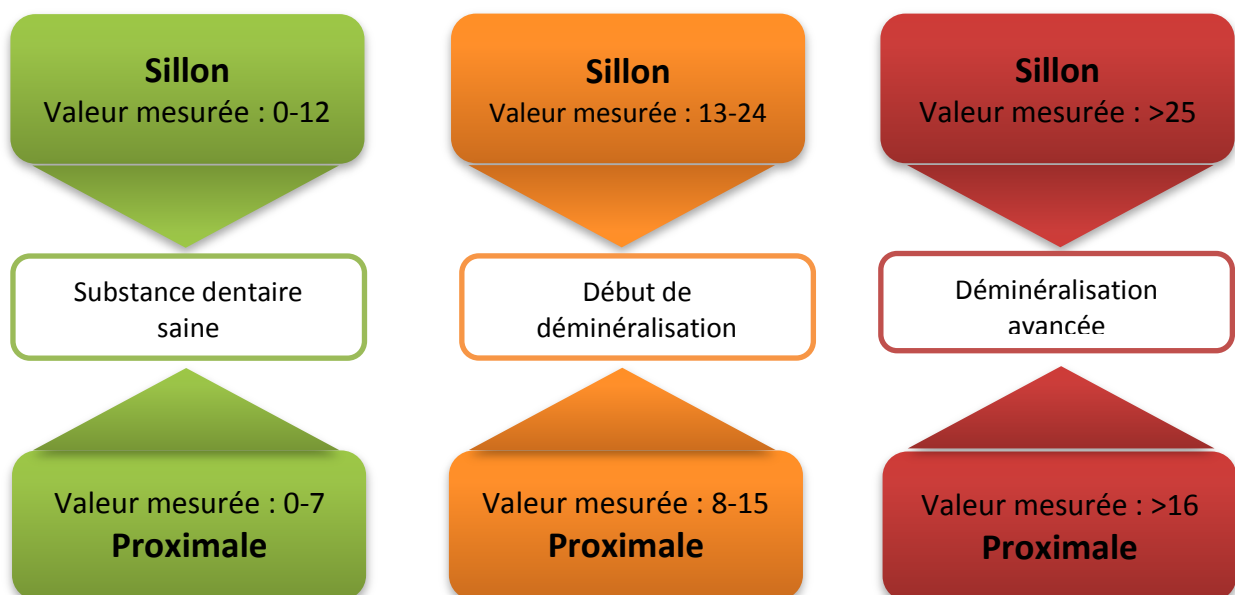 Sillon
Valeur mesurée : 0-12
Sillon
Valeur mesurée : 13-24
Sillon
Valeur mesurée : >25
Substance dentaire
saine
Début de
déminéralisation
Déminéralisation
avancée
Valeur mesurée : 0-7
Proximale
Valeur mesurée : 8-15
Proximale
Valeur mesurée : >16
Proximale